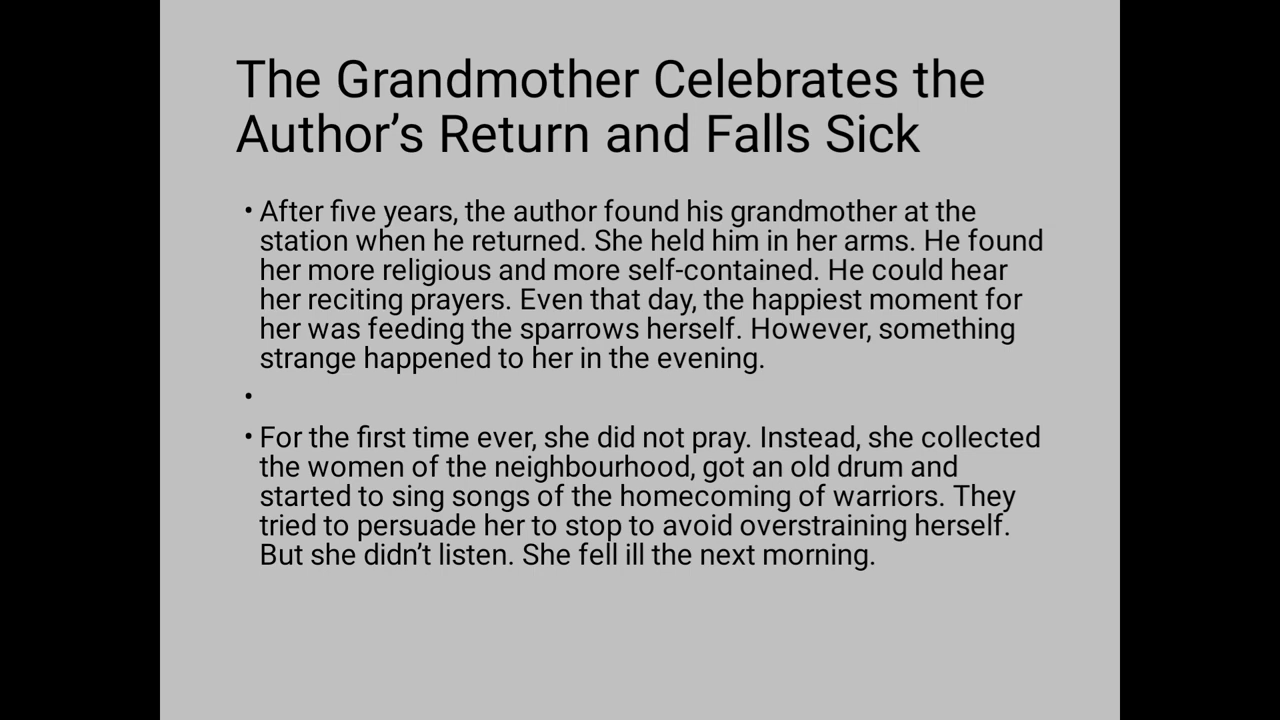 The Grandmother Celebrates the
Author’s Return and Falls Sick
• After five years, the author found his grandmother at the
station when he returned. She held him in her arms. He found
her more religious and more self-contained. He could hear
her reciting prayers. Even that day, the happiest moment for
her was feeding the sparrows herself. However, something
strange happened to her in the evening.
•
• For the first time ever, she did not pray. Instead, she collected
the women of the neighbourhood, got an old drum and
started to sing songs of the homecoming of warriors. They
tried to persuade her to stop to avoid overstraining herself.
But she didn’t listen. She fell ill the next morning.